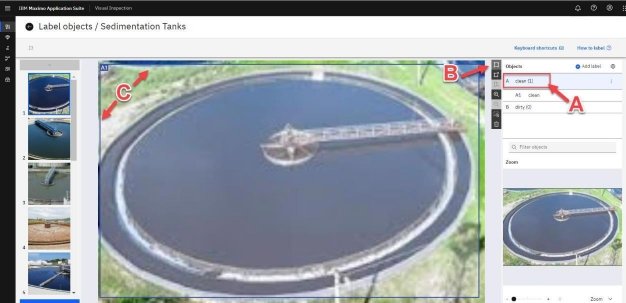 IBM Maximo Application Suite
Visual Inspection
Label objects / Sedimentation Tanks
Keyboard shortcuts
How to label
A1
B
C
A
Objects
Add label
A clean (1)
A1 clean
B dirty (0)
Filter objects
Zoom
1
2
3
4
Zoom